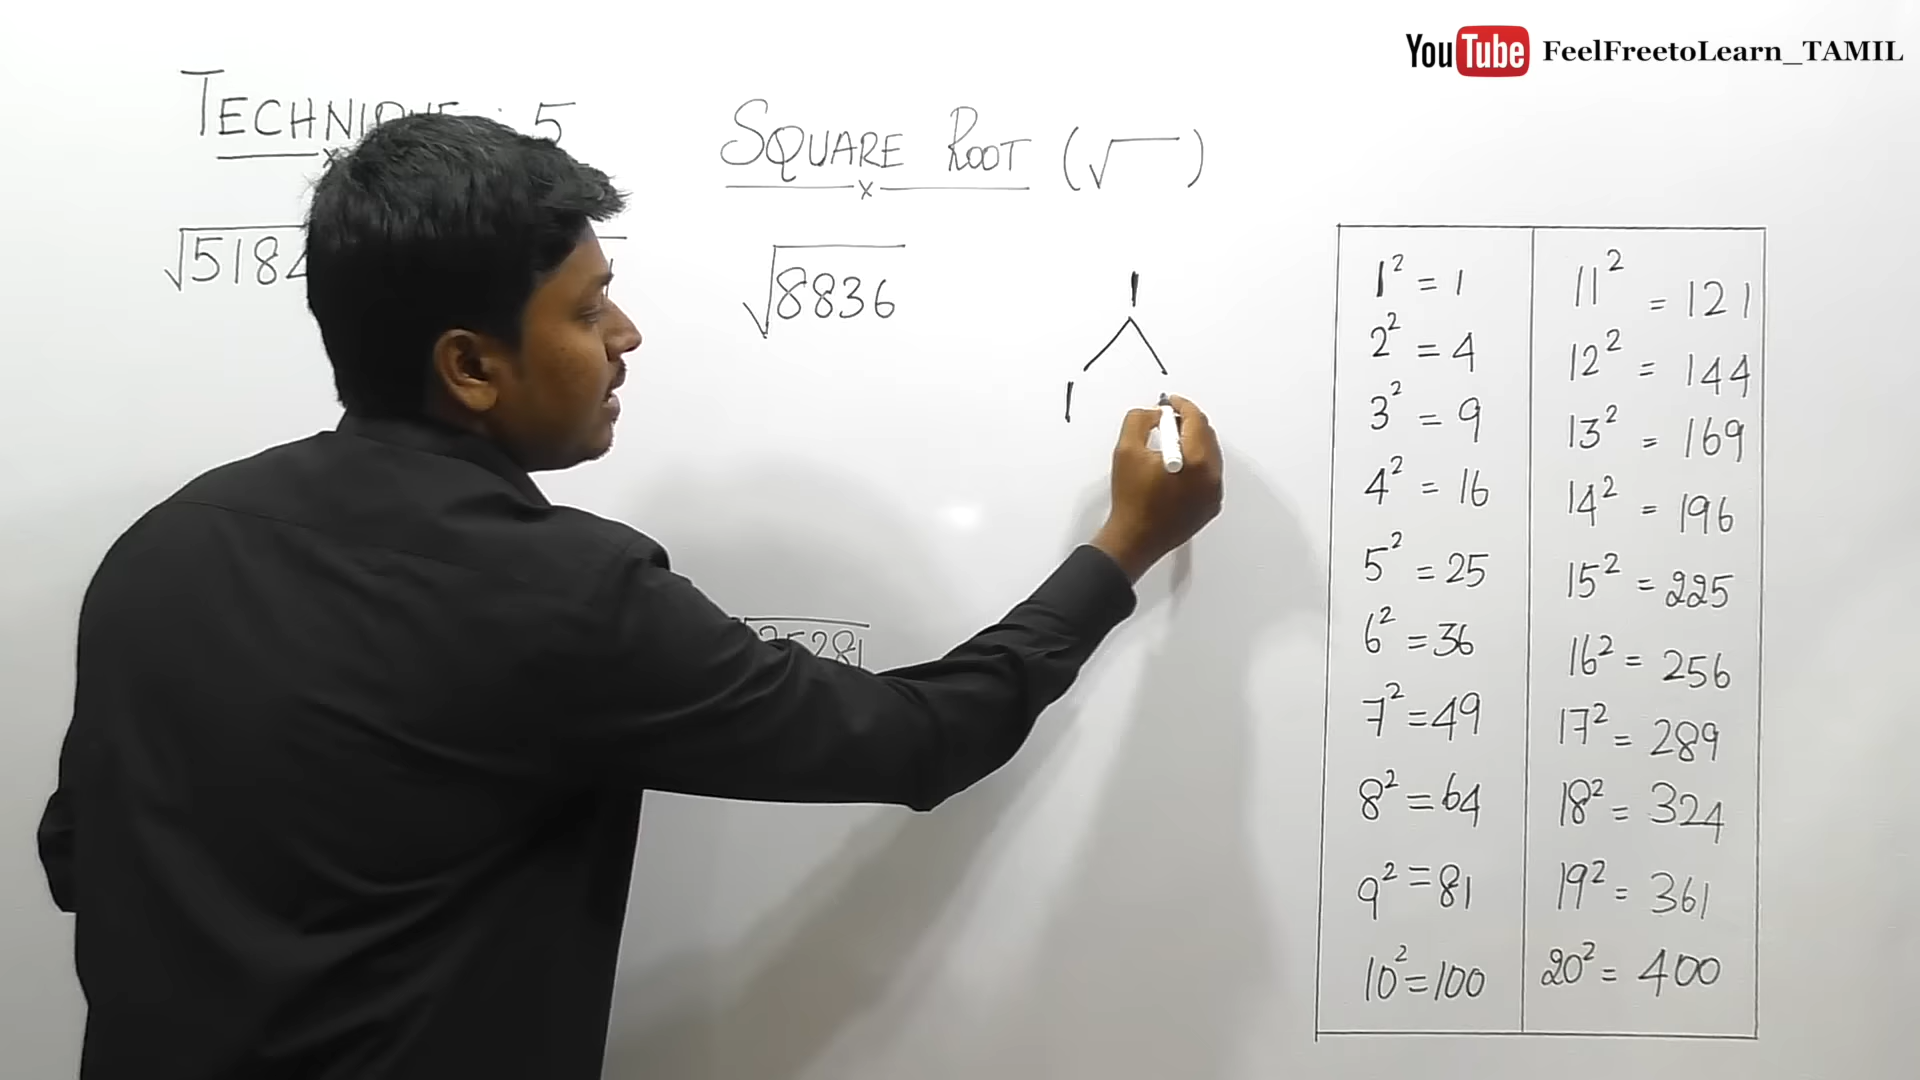 YouTube FeelFreetoLearn_TAMIL
TECHNIQUE : 5
SQUARE ROOT (√ )
√5184
√8836
1
1
1² = 1
2² = 4
3² = 9
4² = 16
5² = 25
6² = 36
7² = 49
8² = 64
9² = 81
10² = 100
11² = 121
12² = 144
13² = 169
14² = 196
15² = 225
16² = 256
17² = 289
18² = 324
19² = 361
20² = 400